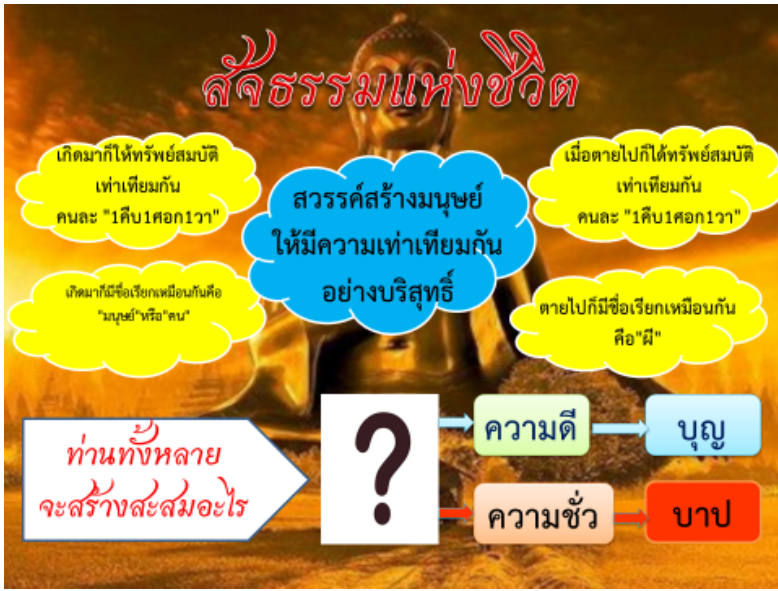 สัจธรรมแห่งชีวิต
เกิดมาก็ให้ทรัพย์สมบัติ
เท่าเทียมกัน
คนละ "1คืบ1ศอก1วา"
สวรรค์สร้างมนุษย์
ให้มีความเท่าเทียมกัน
อย่างบริสุทธิ์
เมื่อตายไปก็ได้ทรัพย์สมบัติ
เท่าเทียมกัน
คนละ "1คืบ1ศอก1วา"
เกิดมาก็มีชื่อเรียกเหมือนกันคือ
"มนุษย์"หรือ"คน"
ตายไปก็มีชื่อเรียกเหมือนกัน
คือ"ผี"
ท่านทั้งหลาย
จะสร้างสะสมอะไร
?
ความดี
บุญ
ความชั่ว
บาป